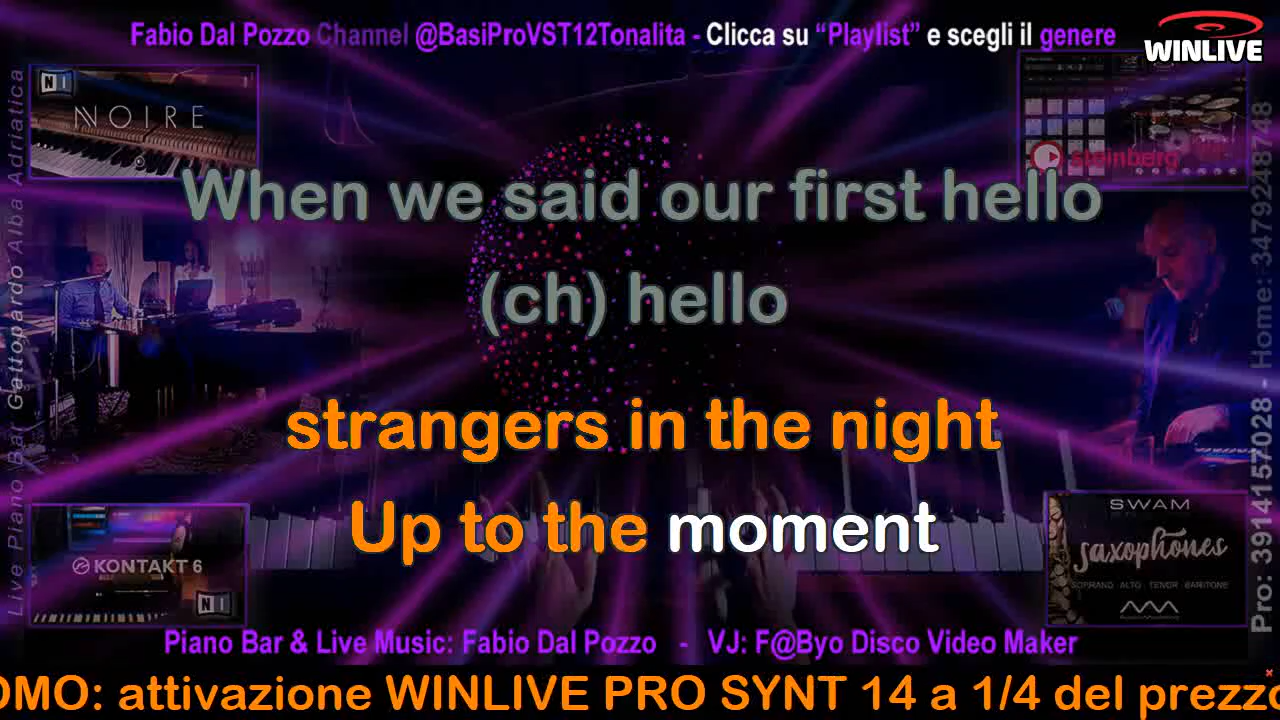 Fabio Dal Pozzo Channel @BasiProVST12Tonalita - Clicca su “Playlist” e scegli il genere
WINLIVE
NOIRE
steinberg
Live Piano Bar Gattopardo Alba Adriatica
When we said our first hello
(ch) hello
strangers in the night
Up to the moment
KONTAKT 6
SWAM
saxophones
SOPRANO . ALTO . TENOR . BARITONE
Pro: 3914157028 - Home: 3479248748
Piano Bar & Live Music: Fabio Dal Pozzo - VJ: F@Byo Disco Video Maker
OMO: attivazione WINLIVE PRO SYNT 14 a 1/4 del prezzo